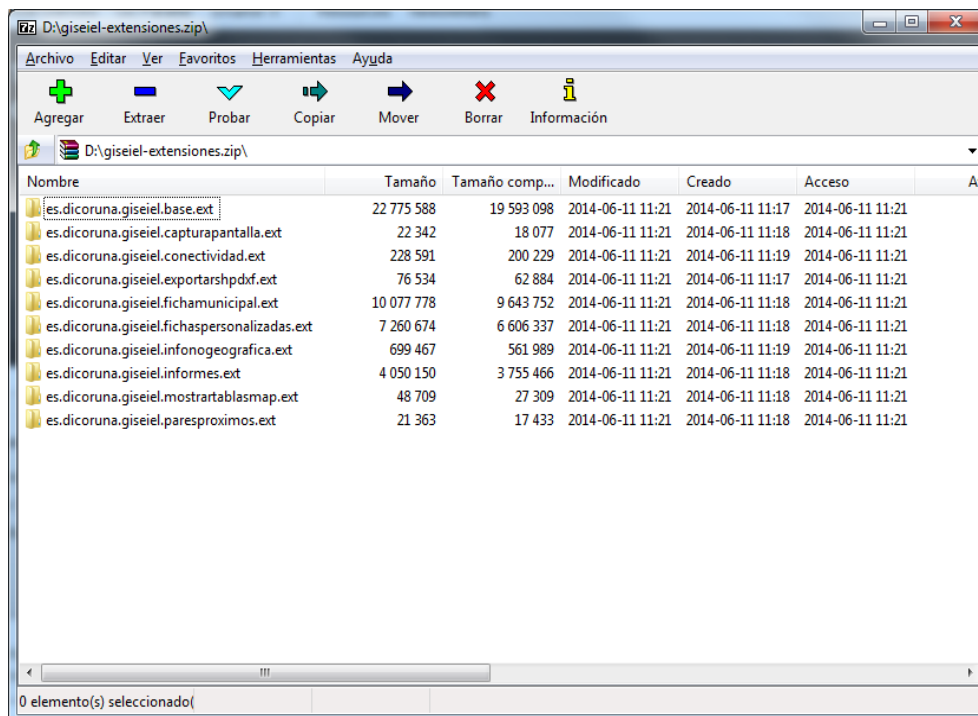 7z D:\giseiel-extensiones.zip\
Archivo Editar Ver Favoritos Herramientas Ayuda
Agregar Extraer Probar Copiar Mover Borrar Información
D:\giseiel-extensiones.zip\
Nombre Tamaño Tamaño comp... Modificado Creado Acceso A
es.dicoruna.giseiel.base.ext 22 775 588 19 593 098 2014-06-11 11:21 2014-06-11 11:17 2014-06-11 11:21
es.dicoruna.giseiel.capturapantalla.ext 22 342 18 077 2014-06-11 11:21 2014-06-11 11:18 2014-06-11 11:21
es.dicoruna.giseiel.conectividad.ext 228 591 200 229 2014-06-11 11:21 2014-06-11 11:19 2014-06-11 11:21
es.dicoruna.giseiel.exportarshpdxf.ext 76 534 62 884 2014-06-11 11:21 2014-06-11 11:17 2014-06-11 11:21
es.dicoruna.giseiel.fichamunicipal.ext 10 077 778 9 643 752 2014-06-11 11:21 2014-06-11 11:18 2014-06-11 11:21
es.dicoruna.giseiel.fichaspersonalizadas.ext 7 260 674 6 606 337 2014-06-11 11:21 2014-06-11 11:18 2014-06-11 11:21
es.dicoruna.giseiel.infonogeografica.ext 699 467 561 989 2014-06-11 11:21 2014-06-11 11:19 2014-06-11 11:21
es.dicoruna.giseiel.informes.ext 4 050 150 3 755 466 2014-06-11 11:21 2014-06-11 11:18 2014-06-11 11:21
es.dicoruna.giseiel.mostrartablasmap.ext 48 709 27 309 2014-06-11 11:21 2014-06-11 11:18 2014-06-11 11:21
es.dicoruna.giseiel.paresproximos.ext 21 363 17 433 2014-06-11 11:21 2014-06-11 11:18 2014-06-11 11:21
0 elemento(s) seleccionado(